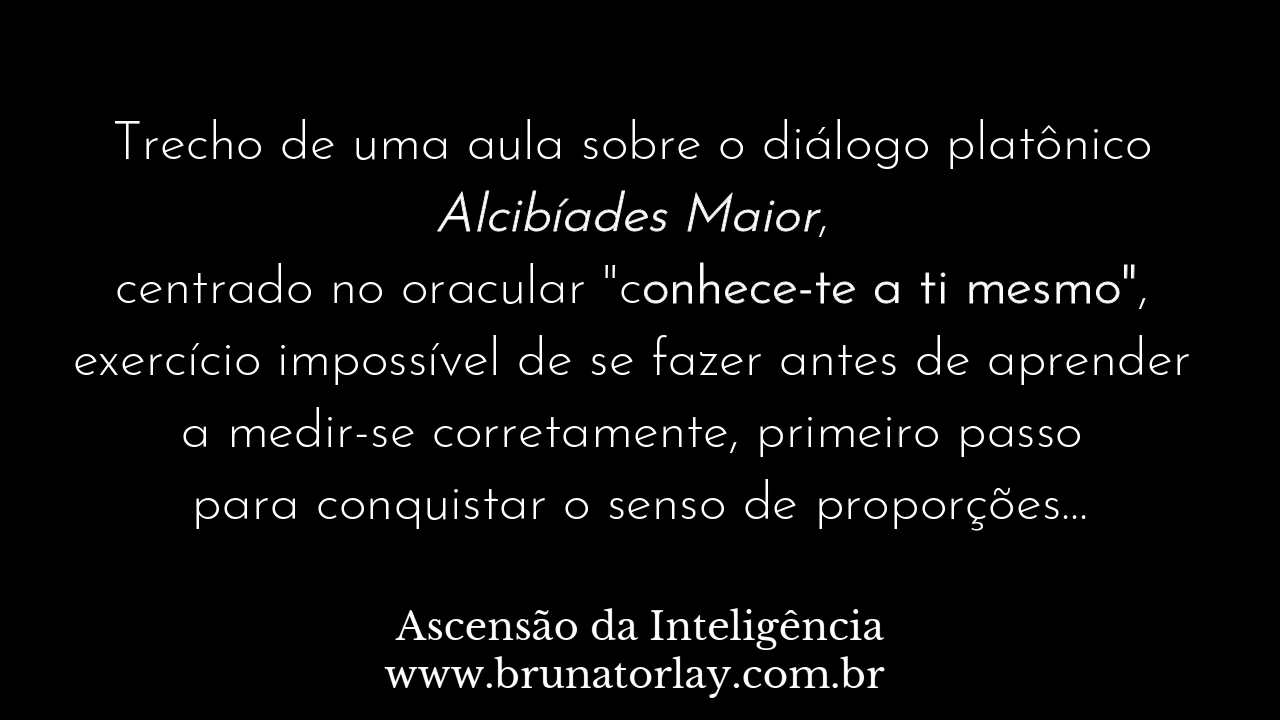 Trecho de uma aula sobre o diálogo platônico
Alcibíades Maior,
centrado no oracular "conhece-te a ti mesmo",
exercício impossível de se fazer antes de aprender
a medir-se corretamente, primeiro passo
para conquistar o senso de proporções...
Ascensão da Inteligência
www.brunatorlay.com.br